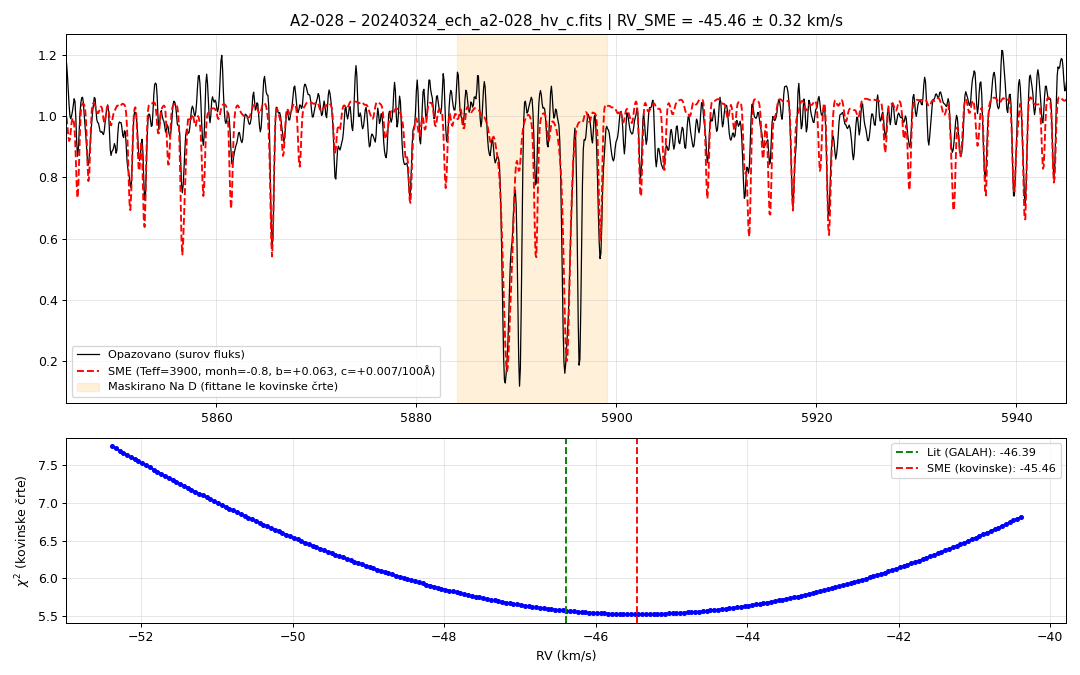 A2-028 – 20240324_ech_a2-028_hv_c.fits | RV_SME = -45.46 ± 0.32 km/s
1.2
1.0
0.8
0.6
0.4
0.2
Opazovano (surov fluks)
SME (Teff=3900, monh=-0.8, b=+0.063, c=+0.007/100Å)
Maskirano Na D (fittane le kovinske črte)
5860
5880
5900
5920
5940
χ² (kovinske črte)
7.5
7.0
6.5
6.0
5.5
Lit (GALAH): -46.39
SME (kovinske): -45.46
−52
−50
−48
−46
−44
−42
−40
RV (km/s)